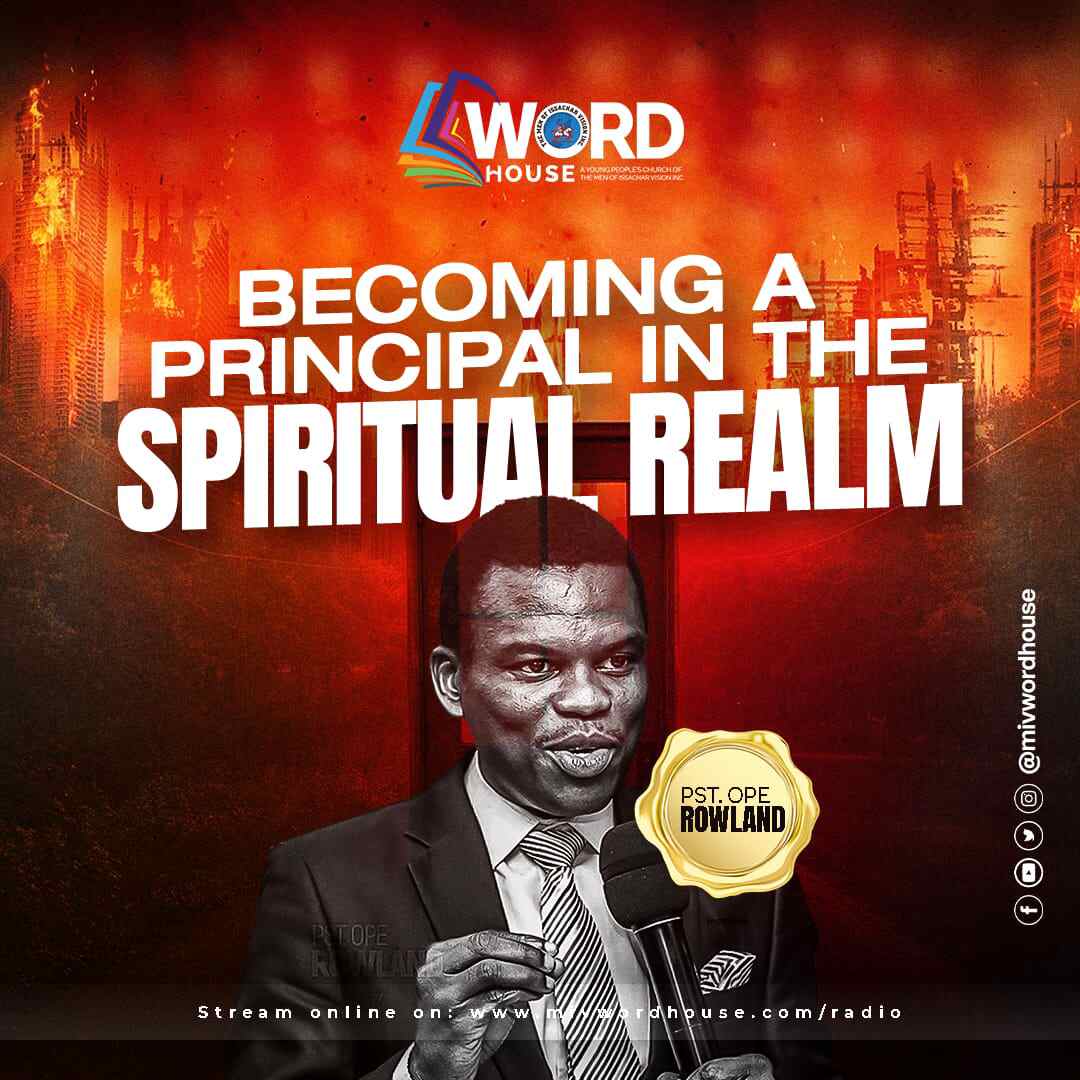 WORD
THE MEN OF ISSACHAR VISION INC
HOUSE
A YOUNG PEOPLE'S CHURCH OF
THE MEN OF ISSACHAR VISION INC
BECOMING A
PRINCIPAL IN THE
SPIRITUAL REALM
@mivwordhouse
PST. OPE
ROWLAND
PST. OPE
ROWLAND
Stream online on: www.mivwordhouse.com/radio